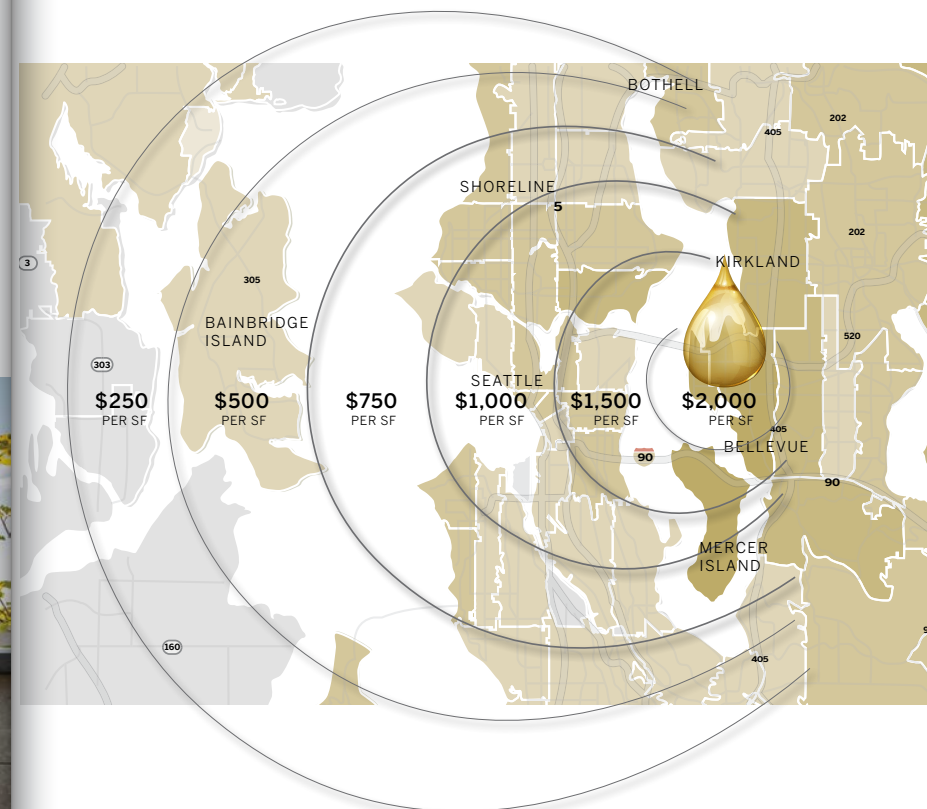 BOTHELL
202
405
SHORELINE
5
202
KIRKLAND
3
305
BAINBRIDGE
ISLAND
520
303
SEATTLE
$250
PER SF
$500
PER SF
$750
PER SF
$1,000
PER SF
$1,500
PER SF
$2,000
PER SF
405
BELLEVUE
90
90
MERCER
ISLAND
160
405